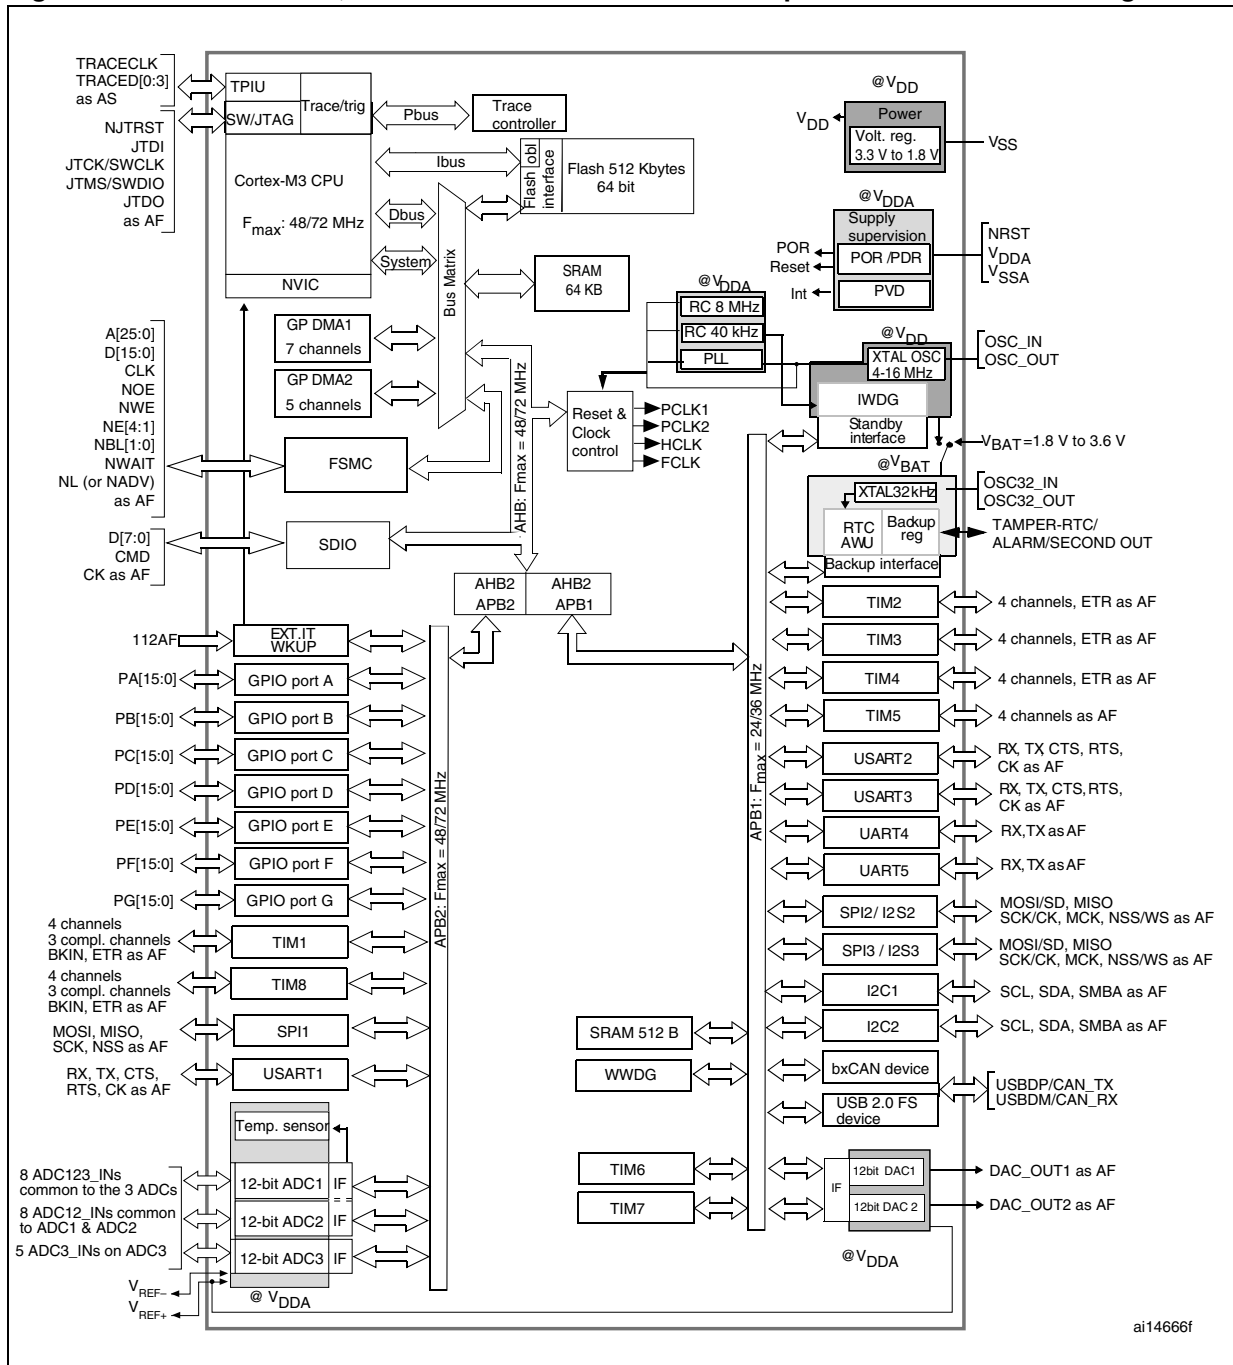 TRACECLK
TRACED[0:3]
as AS
NJTRST
JTDI
JTCK/SWCLK
JTMS/SWDIO
JTDO
as AF
TPIU
SW/JTAG
Trace/trig
Pbus
Trace
controller
Cortex-M3 CPU
Fmax: 48/72 MHz
NVIC
Ibus
Dbus
System
Flash obl
interface
Flash 512 Kbytes
64 bit
Bus Matrix
SRAM
64 KB
GP DMA1
7 channels
GP DMA2
5 channels
@VDD
VDD
Power
Volt. reg.
3.3 V to 1.8 V
VSS
@VDDA
Supply
supervision
POR
Reset
Int
POR /PDR
PVD
NRST
VDDA
VSSA
@VDDA
RC 8 MHz
RC 40 kHz
PLL
@VDD
XTAL OSC
4-16 MHz
OSC_IN
OSC_OUT
IWDG
Standby
interface
VBAT=1.8 V to 3.6 V
Reset &
Clock
control
PCLK1
PCLK2
HCLK
FCLK
AHB: Fmax = 48/72 MHz
A[25:0]
D[15:0]
CLK
NOE
NWE
NE[4:1]
NBL[1:0]
NWAIT
NL (or NADV)
as AF
FSMC
D[7:0]
CMD
CK as AF
SDIO
@VBAT
XTAL32kHz
OSC32_IN
OSC32_OUT
RTC
AWU
Backup
reg
Backup interface
TAMPER-RTC/
ALARM/SECOND OUT
AHB2
APB2
AHB2
APB1
112AF
EXT.IT
WKUP
PA[15:0]
GPIO port A
PB[15:0]
GPIO port B
PC[15:0]
GPIO port C
PD[15:0]
GPIO port D
PE[15:0]
GPIO port E
PF[15:0]
GPIO port F
PG[15:0]
GPIO port G
4 channels
3 compl. channels
BKIN, ETR as AF
TIM1
4 channels
3 compl. channels
BKIN, ETR as AF
TIM8
MOSI, MISO,
SCK, NSS as AF
SPI1
RX, TX, CTS,
RTS, CK as AF
USART1
Temp. sensor
8 ADC123_INs
common to the 3 ADCs
12-bit ADC1 IF
8 ADC12_INs common
to ADC1 & ADC2
12-bit ADC2 IF
5 ADC3_INs on ADC3
12-bit ADC3 IF
VREF–
VREF+
@ VDDA
APB2: Fmax = 48/72 MHz
APB1: Fmax = 24/36 MHz
TIM2
4 channels, ETR as AF
TIM3
4 channels, ETR as AF
TIM4
4 channels, ETR as AF
TIM5
4 channels as AF
USART2
RX, TX CTS, RTS,
CK as AF
USART3
RX, TX, CTS, RTS,
CK as AF
UART4
RX,TX as AF
UART5
RX, TX as AF
SPI2/ I2S2
MOSI/SD, MISO
SCK/CK, MCK, NSS/WS as AF
SPI3 / I2S3
MOSI/SD, MISO
SCK/CK, MCK, NSS/WS as AF
I2C1
SCL, SDA, SMBA as AF
I2C2
SCL, SDA, SMBA as AF
SRAM 512 B
WWDG
bxCAN device
USB 2.0 FS
device
USBDP/CAN_TX
USBDM/CAN_RX
TIM6
TIM7
IF
12bit DAC1
DAC_OUT1 as AF
12bit DAC 2
DAC_OUT2 as AF
@VDDA
ai14666f